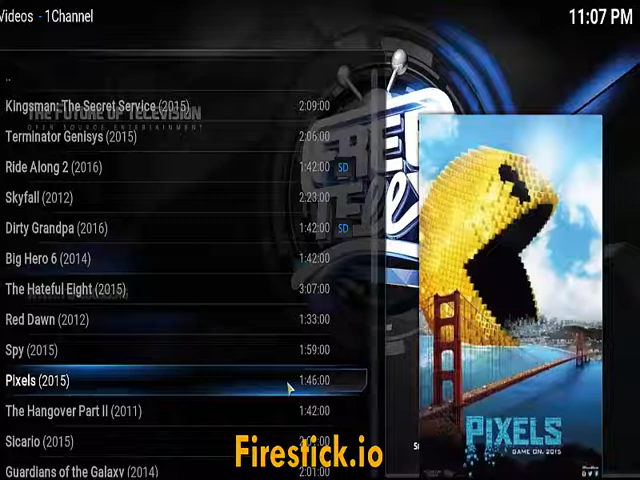 Videos - 1Channel
11:07 PM
..
Kingsman: The Secret Service (2015) 2:09:00
THE FUTURE OF TELEVISION
OPEN SOURCE ENTERTAINMENT
Terminator Genisys (2015) 2:06:00
Ride Along 2 (2016) 1:42:00 SD
Skyfall (2012) 2:23:00
Dirty Grandpa (2016) 1:42:00 SD
Big Hero 6 (2014) 1:42:00
The Hateful Eight (2015) 3:07:00
Red Dawn (2012) 1:33:00
Spy (2015) 1:59:00
Pixels (2015) 1:46:00
The Hangover Part II (2011) 1:42:00
Sicario (2015)
Guardians of the Galaxy (2014) 2:01:00
PIXELS
GAME ON. 2015
Firestick.io